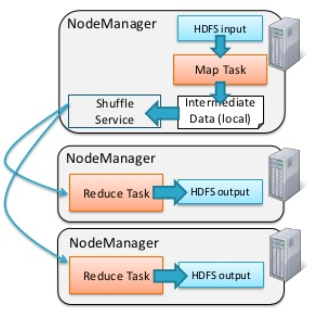 NodeManager
HDFS input
Map Task
Shuffle
Service
Intermediate
Data (local)
NodeManager
Reduce Task
HDFS output
NodeManager
Reduce Task
HDFS output